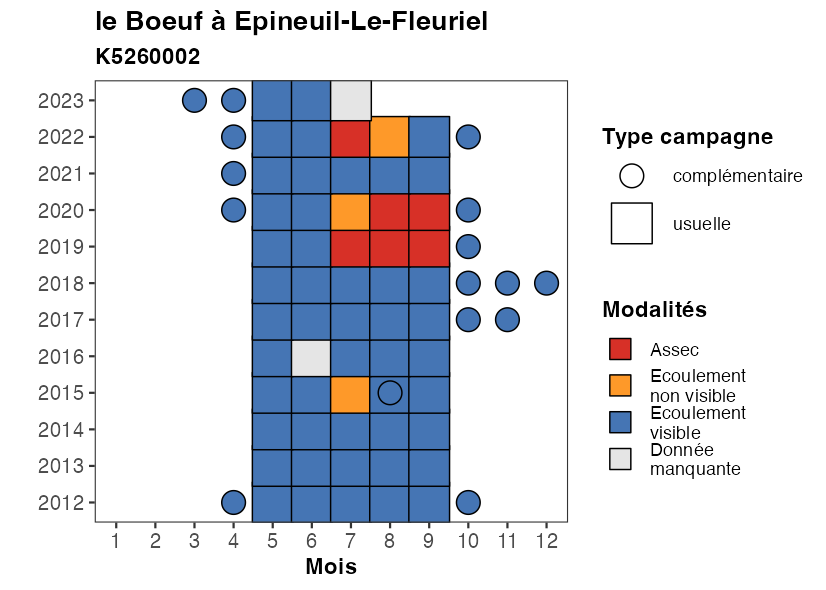 le Boeuf à Epineuil-Le-Fleuriel
K5260002
2023
2022
2021
2020
2019
2018
2017
2016
2015
2014
2013
2012
1 2 3 4 5 6 7 8 9 10 11 12
Mois
Type campagne
complémentaire
usuelle
Modalités
Assec
Ecoulement
non visible
Ecoulement
visible
Donnée
manquante